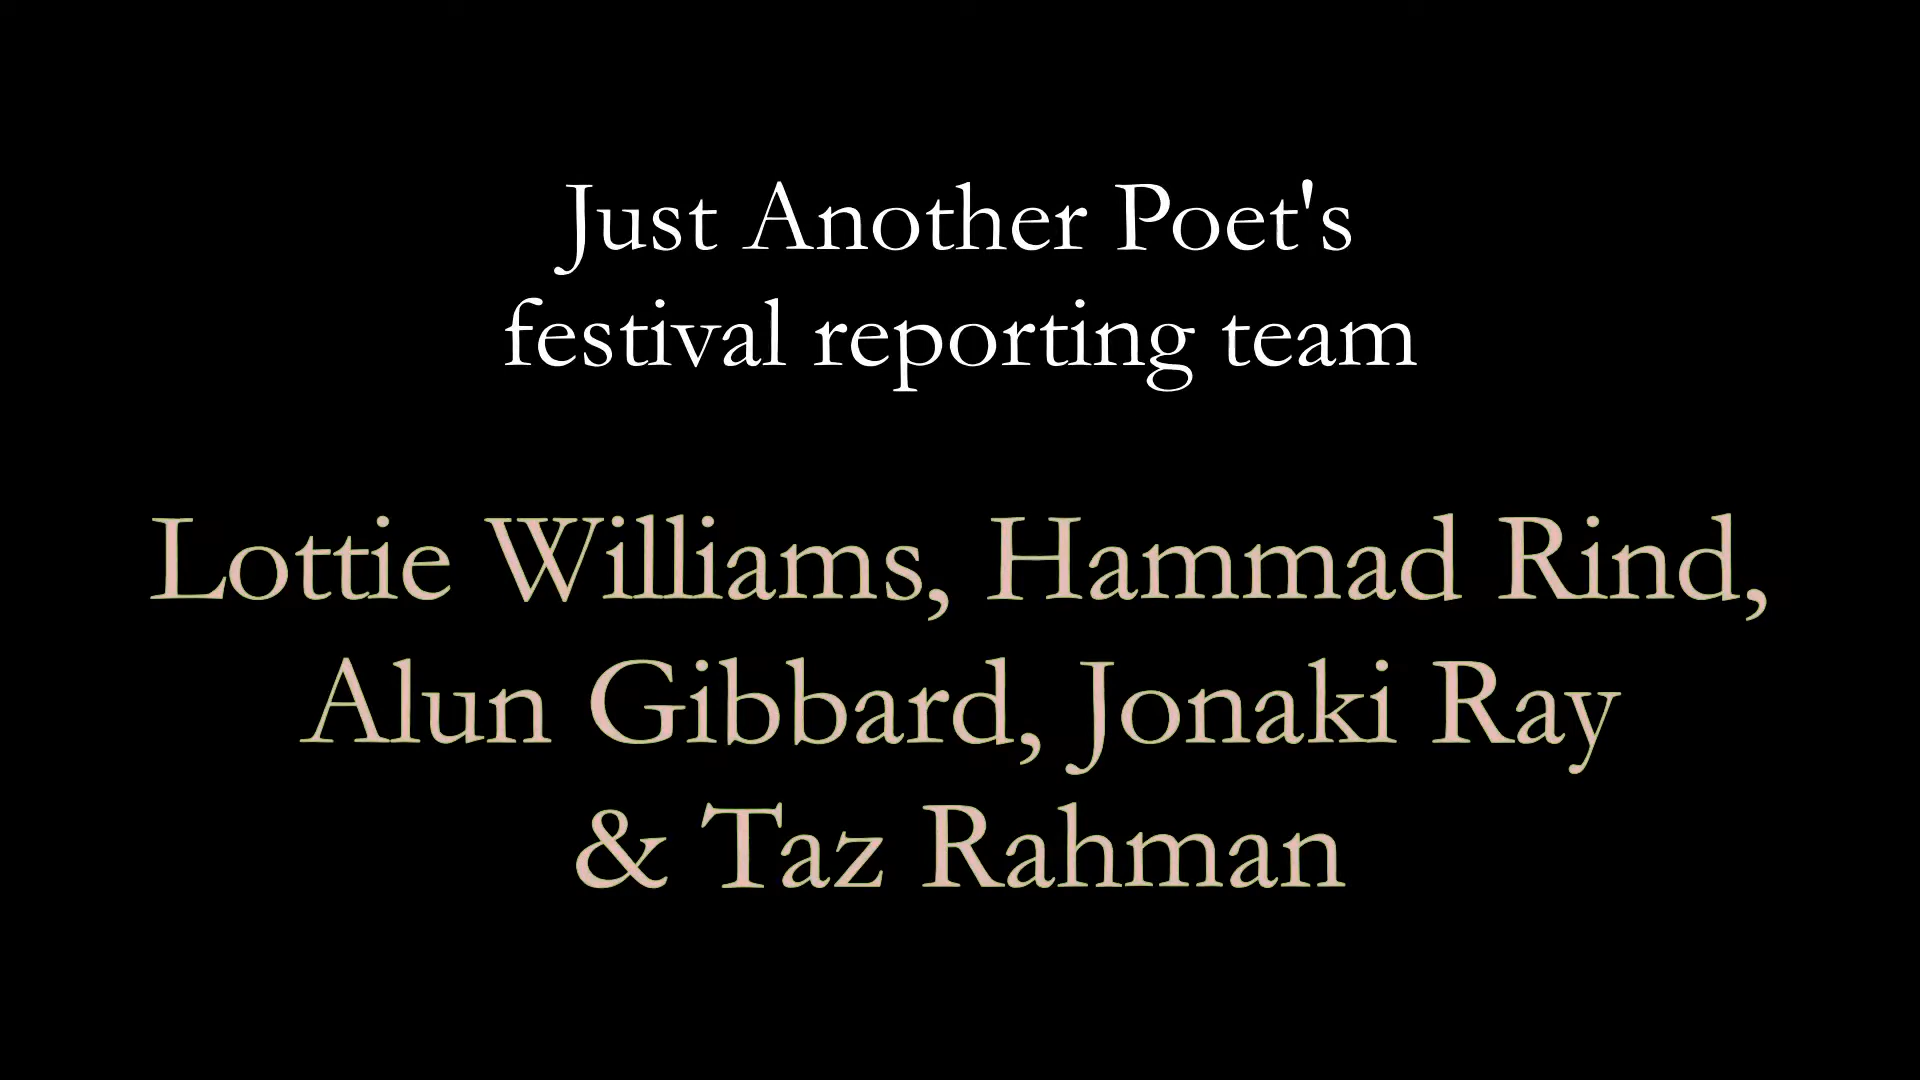 Just Another Poet's
festival reporting team
Lottie Williams, Hammad Rind,
Alun Gibbard, Jonaki Ray
& Taz Rahman